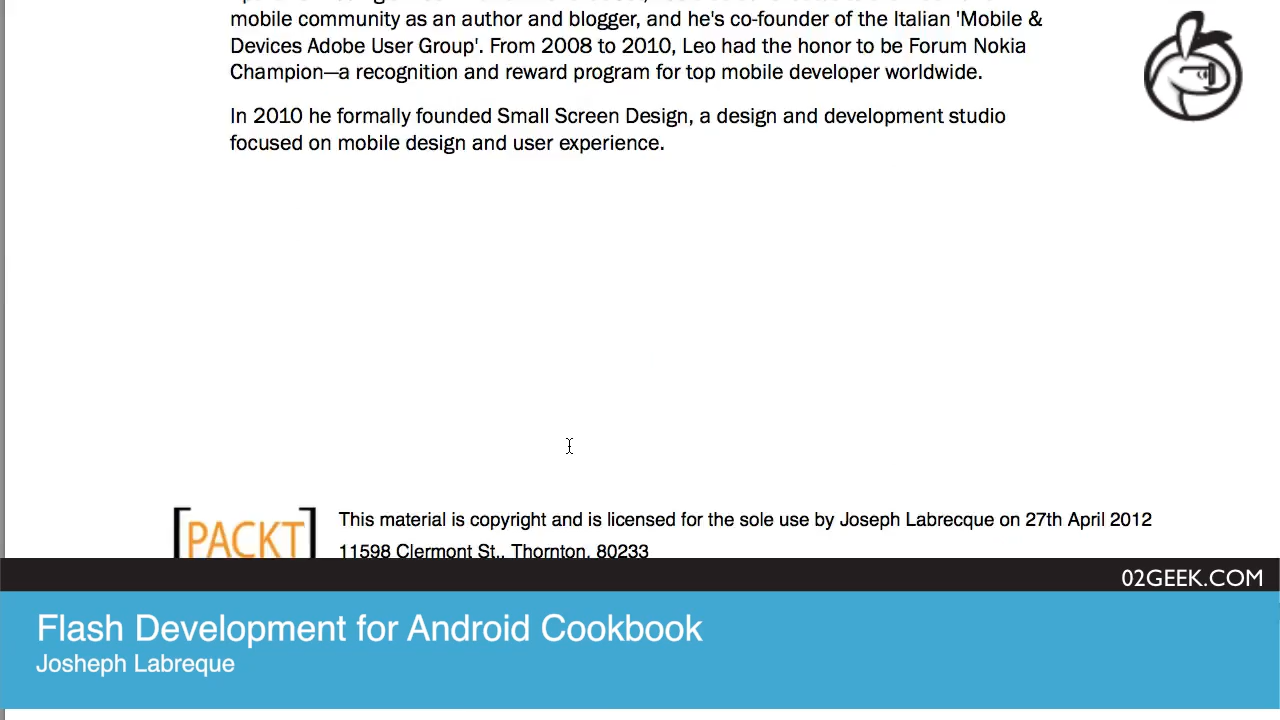 mobile community as an author and blogger, and he's co-founder of the Italian 'Mobile &
Devices Adobe User Group'. From 2008 to 2010, Leo had the honor to be Forum Nokia
Champion—a recognition and reward program for top mobile developer worldwide.
In 2010 he formally founded Small Screen Design, a design and development studio
focused on mobile design and user experience.
[PACKT]
This material is copyright and is licensed for the sole use by Joseph Labrecque on 27th April 2012
11598 Clermont St., Thornton, 80233
02GEEK.COM
Flash Development for Android Cookbook
Josheph Labreque